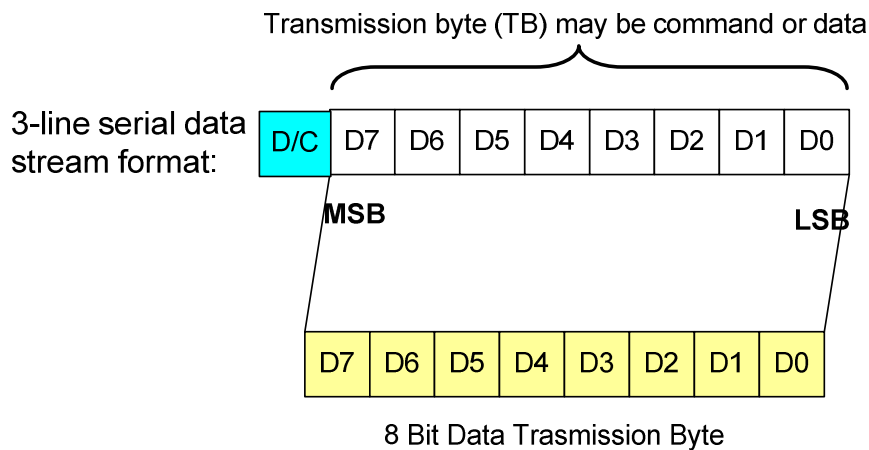 Transmission byte (TB) may be command or data
3-line serial data
stream format:
D/C D7 D6 D5 D4 D3 D2 D1 D0
MSB LSB
D7 D6 D5 D4 D3 D2 D1 D0
8 Bit Data Trasmission Byte